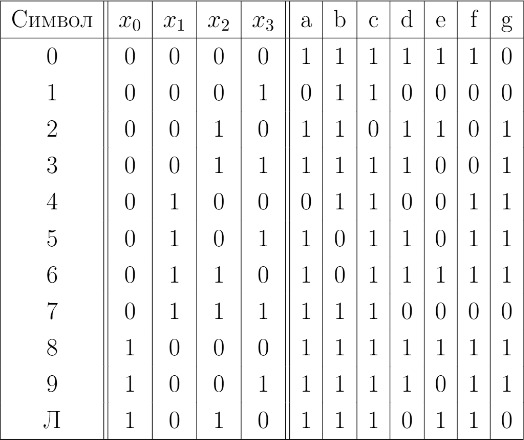 Символ x₀ x₁ x₂ x₃ a b c d e f g
0 0 0 0 0 1 1 1 1 1 1 0
1 0 0 0 1 0 1 1 0 0 0 0
2 0 0 1 0 1 1 0 1 1 0 1
3 0 0 1 1 1 1 1 1 0 0 1
4 0 1 0 0 0 1 1 0 0 1 1
5 0 1 0 1 1 0 1 1 0 1 1
6 0 1 1 0 1 0 1 1 1 1 1
7 0 1 1 1 1 1 1 0 0 0 0
8 1 0 0 0 1 1 1 1 1 1 1
9 1 0 0 1 1 1 1 1 0 1 1
Л 1 0 1 0 1 1 1 0 1 1 0